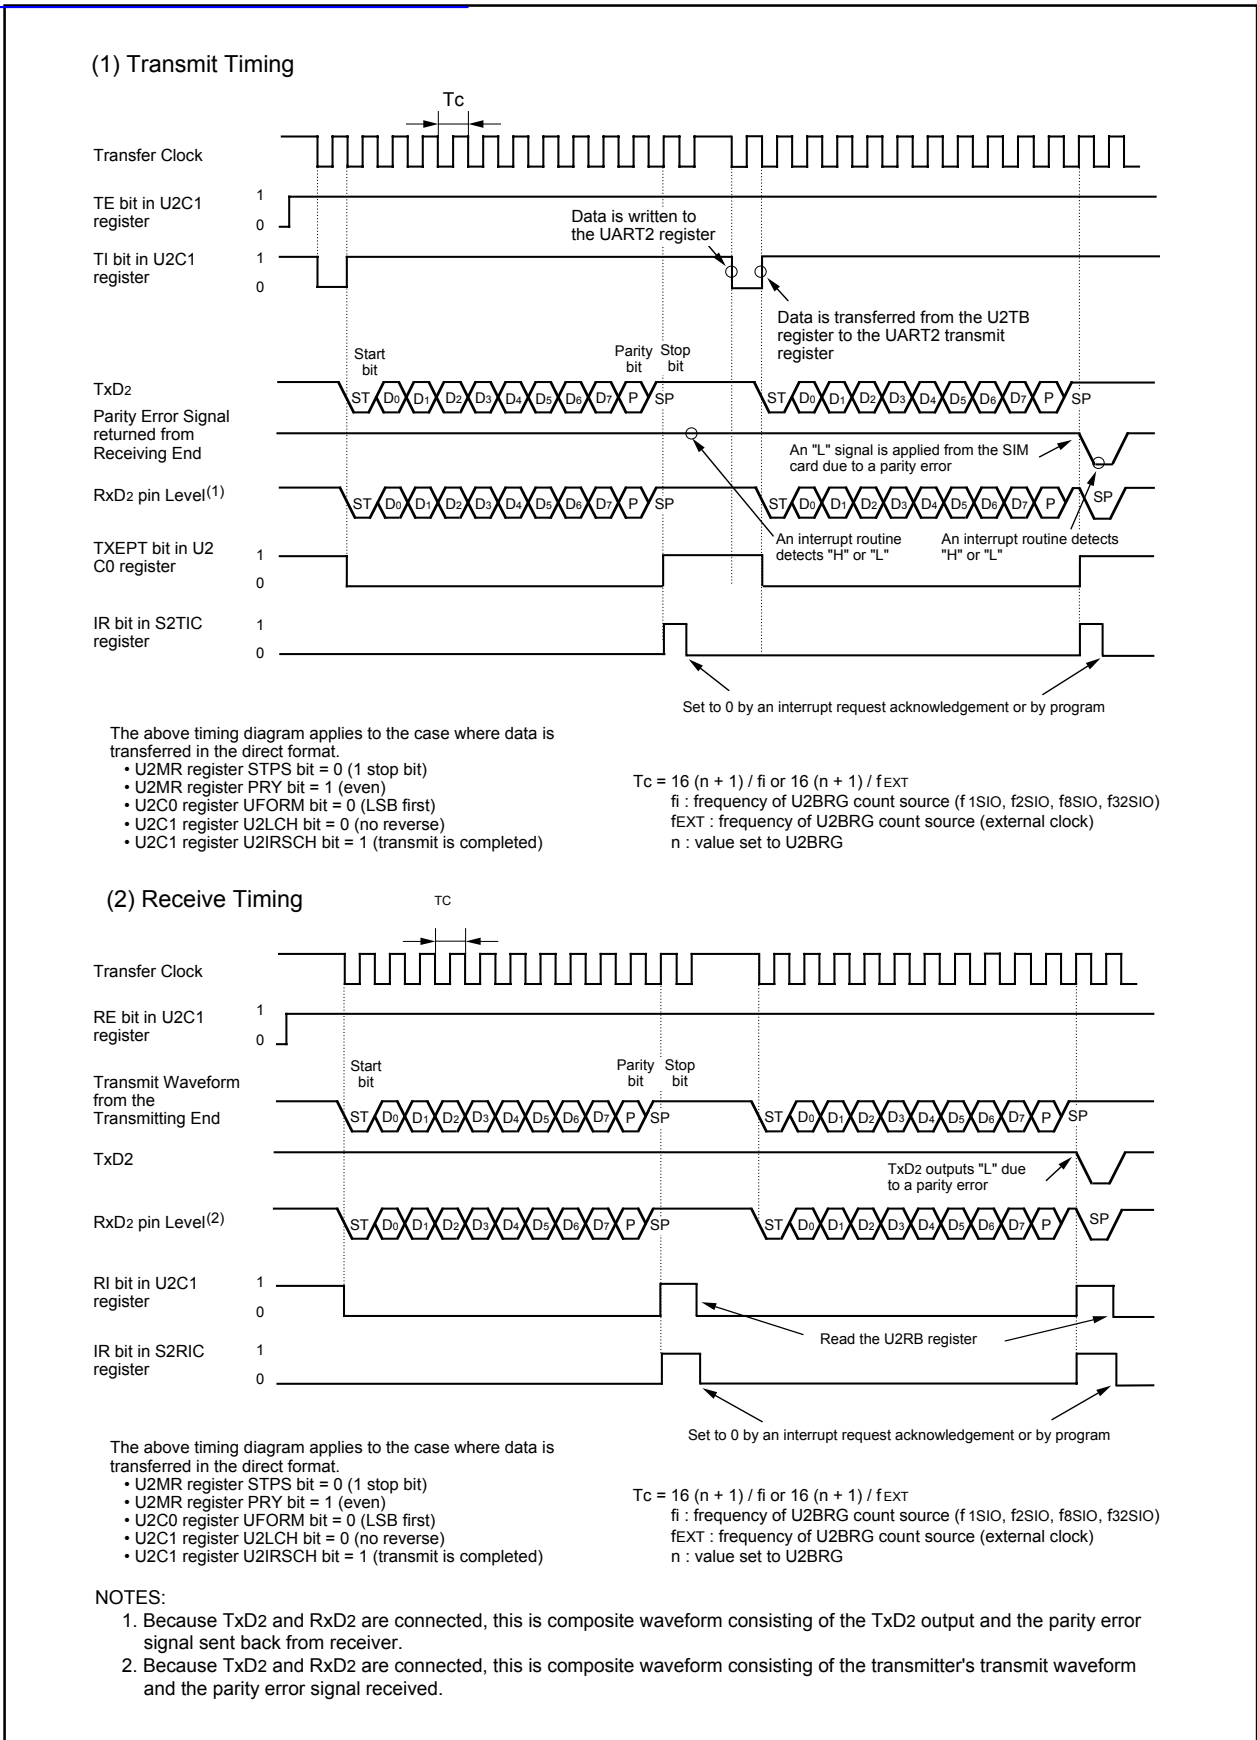 (1) Transmit Timing
Tc
Transfer Clock
TE bit in U2C1
register
1
0
Data is written to
the UART2 register
TI bit in U2C1
register
1
0
Data is transferred from the U2TB
register to the UART2 transmit
register
Start
bit
Parity
bit
Stop
bit
TxD2
ST D0 D1 D2 D3 D4 D5 D6 D7 P SP
ST D0 D1 D2 D3 D4 D5 D6 D7 P SP
Parity Error Signal
returned from
Receiving End
An "L" signal is applied from the SIM
card due to a parity error
RxD2 pin Level(1)
ST D0 D1 D2 D3 D4 D5 D6 D7 P SP
ST D0 D1 D2 D3 D4 D5 D6 D7 P SP
An interrupt routine
detects "H" or "L"
An interrupt routine detects
"H" or "L"
TXEPT bit in U2
C0 register
1
0
IR bit in S2TIC
register
1
0
Set to 0 by an interrupt request acknowledgement or by program
The above timing diagram applies to the case where data is
transferred in the direct format.
• U2MR register STPS bit = 0 (1 stop bit)
• U2MR register PRY bit = 1 (even)
• U2C0 register UFORM bit = 0 (LSB first)
• U2C1 register U2LCH bit = 0 (no reverse)
• U2C1 register U2IRSCH bit = 1 (transmit is completed)
Tc = 16 (n + 1) / fi or 16 (n + 1) / fEXT
fi : frequency of U2BRG count source (f1SIO, f2SIO, f8SIO, f32SIO)
fEXT : frequency of U2BRG count source (external clock)
n : value set to U2BRG
(2) Receive Timing
TC
Transfer Clock
RE bit in U2C1
register
1
0
Start
bit
Parity
bit
Stop
bit
Transmit Waveform
from the
Transmitting End
ST D0 D1 D2 D3 D4 D5 D6 D7 P SP
ST D0 D1 D2 D3 D4 D5 D6 D7 P SP
TxD2
TxD2 outputs "L" due
to a parity error
RxD2 pin Level(2)
ST D0 D1 D2 D3 D4 D5 D6 D7 P SP
ST D0 D1 D2 D3 D4 D5 D6 D7 P SP
RI bit in U2C1
register
1
0
Read the U2RB register
IR bit in S2RIC
register
1
0
Set to 0 by an interrupt request acknowledgement or by program
The above timing diagram applies to the case where data is
transferred in the direct format.
• U2MR register STPS bit = 0 (1 stop bit)
• U2MR register PRY bit = 1 (even)
• U2C0 register UFORM bit = 0 (LSB first)
• U2C1 register U2LCH bit = 0 (no reverse)
• U2C1 register U2IRSCH bit = 1 (transmit is completed)
Tc = 16 (n + 1) / fi or 16 (n + 1) / fEXT
fi : frequency of U2BRG count source (f1SIO, f2SIO, f8SIO, f32SIO)
fEXT : frequency of U2BRG count source (external clock)
n : value set to U2BRG
NOTES:
1. Because TxD2 and RxD2 are connected, this is composite waveform consisting of the TxD2 output and the parity error
signal sent back from receiver.
2. Because TxD2 and RxD2 are connected, this is composite waveform consisting of the transmitter's transmit waveform
and the parity error signal received.